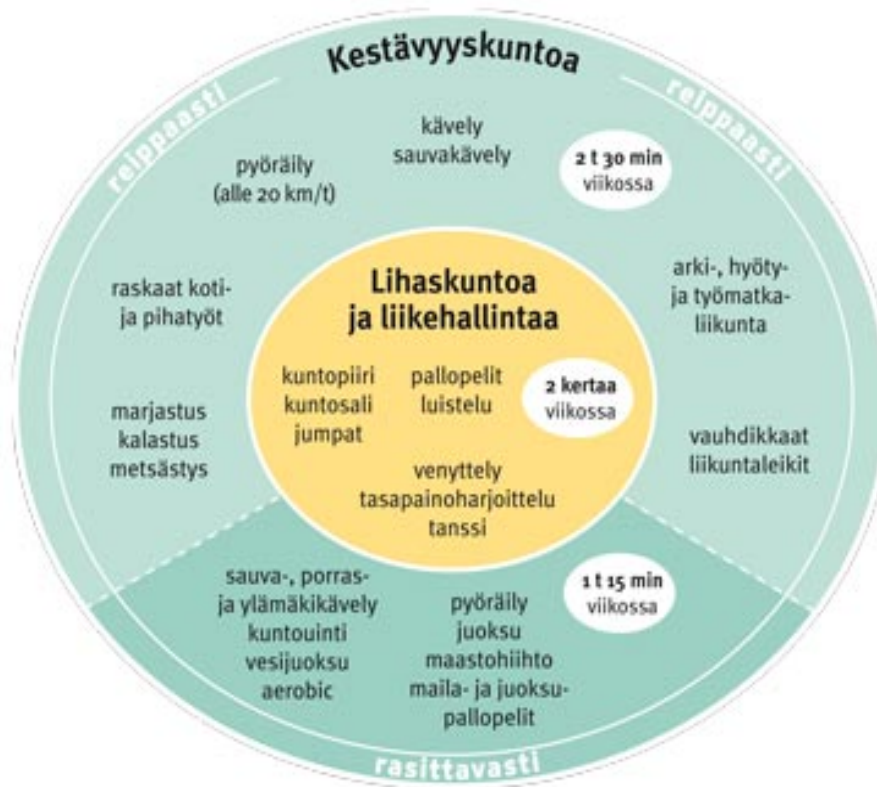 Kestävyyskuntoa
reippaasti
reippaasti
kävely
sauvakävely
2 t 30 min
viikossa
pyöräily
(alle 20 km/t)
raskaat koti-
ja pihatyöt
arki-, hyöty-
ja työmatka-
liikunta
marjastus
kalastus
metsästys
vauhdikkaat
liikuntaleikit
Lihaskuntoa
ja liikehallintaa
kuntopiiri
kuntosali
jumpat
pallopelit
luistelu
2 kertaa
viikossa
venyttely
tasapainoharjoittelu
tanssi
sauva-, porras-
ja ylämäkikävely
kuntouinti
vesijuoksu
aerobic
pyöräily
juoksu
maastohiihto
maila- ja juoksu-
pallopelit
1 t 15 min
viikossa
rasittavasti